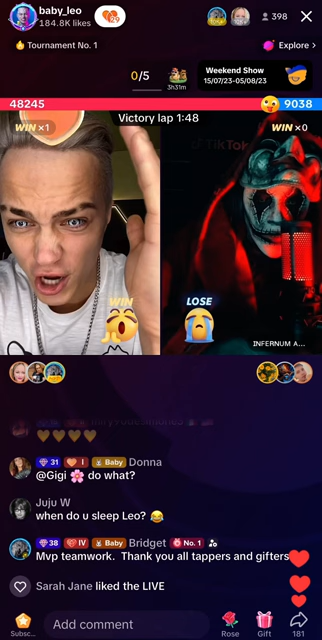 baby_leo
184.8K likes
129
398
Tournament No. 1
Explore >
0/5
3h31m
Weekend Show
15/07/23-05/08/23
48245
9038
WIN ×1
Victory lap 1:48
WIN ×0
TikTok
WIN
LOSE
INFERNUM A...
31 I Baby Donna
@Gigi 🌸 do what?
Juju W
when do u sleep Leo? 😂
38 IV Baby Bridget No. 1
Mvp teamwork. Thank you all tappers and gifters
Sarah Jane liked the LIVE
Subsc...
Add comment
Rose
Gift
181